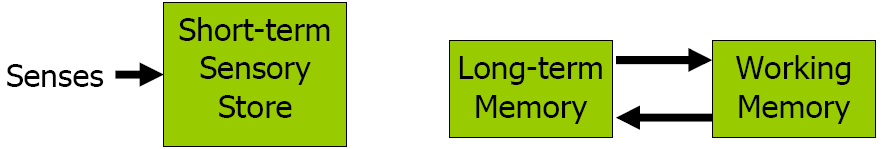 Senses
Short-term
Sensory
Store
Long-term
Memory
Working
Memory